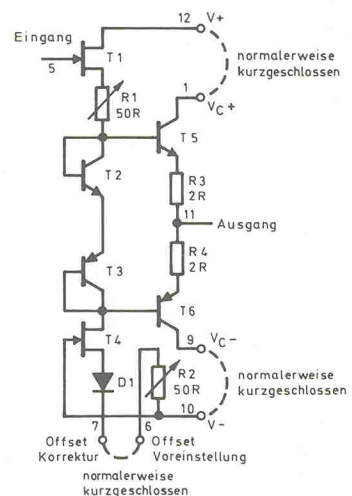 12 V+
Eingang
5
T1
normalerweise
kurzgeschlossen
R1
50R
1
VC+
T5
T2
R3
2R
11
Ausgang
R4
2R
T3
T6
9 VC-
T4
R2
50R
normalerweise
kurzgeschlossen
D1
10 V-
7 6
Offset Offset
Korrektur Voreinstellung
normalerweise
kurzgeschlossen